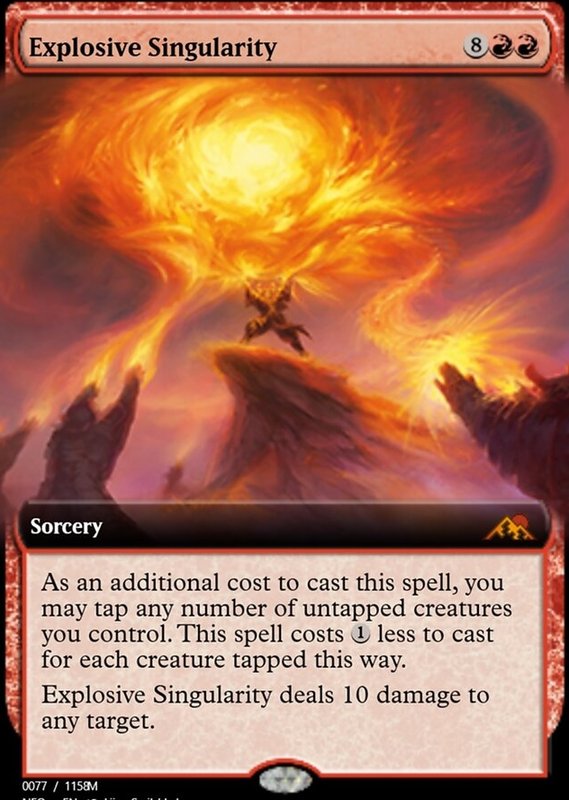 Explosive Singularity 8
Sorcery
As an additional cost to cast this spell, you
may tap any number of untapped creatures
you control. This spell costs 1 less to cast
for each creature tapped this way.
Explosive Singularity deals 10 damage to
any target.
0077 / 1158M